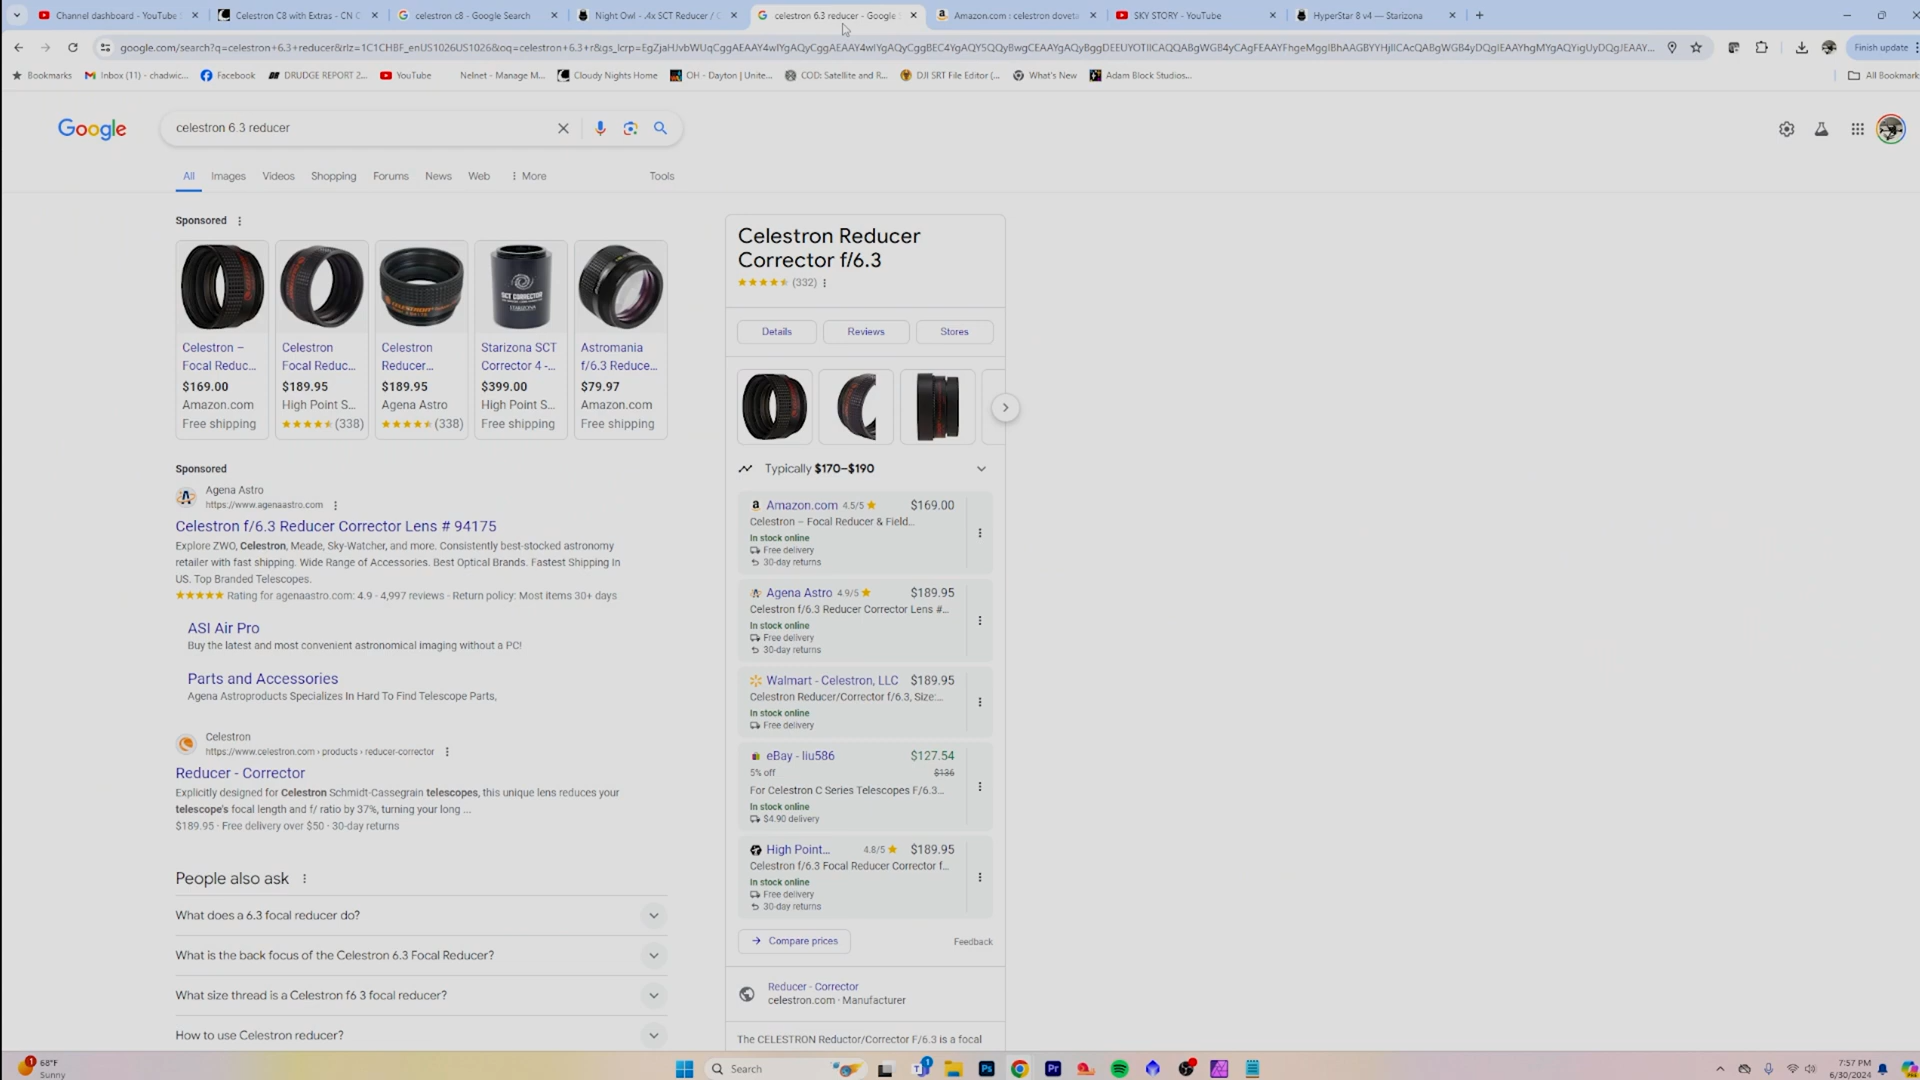 Channel dashboard - YouTube
Celestron C8 with Extras - CN C
celestron c8 - Google Search
Night Owl - .4x SCT Reducer / C
celestron 6.3 reducer - Google
Amazon.com : celestron doveta
SKY STORY - YouTube
HyperStar 8 v4 — Starizona
Finish update
Bookmarks
Inbox (11) - chadwic...
Facebook
DRUDGE REPORT 2...
YouTube
Nelnet - Manage M...
Cloudy Nights Home
OH - Dayton | Unite...
COD: Satellite and R...
DJI SRT File Editor (...
What's New
Adam Block Studios...
All Bookmark
Google
celestron 6.3 reducer
All
Images
Videos
Shopping
Forums
News
Web
More
Tools
Sponsored
Celestron –
Focal Reduc...
$169.00
Amazon.com
Free shipping
Celestron
Focal Reduc...
$189.95
High Point S...
(338)
Celestron
Reducer...
$189.95
Agena Astro
(338)
SCT CORRECTOR
STARIZONA
Starizona SCT
Corrector 4 -...
$399.00
High Point S...
Free shipping
Astromania
f/6.3 Reduce...
$79.97
Amazon.com
Free shipping
Sponsored
Agena Astro
https://www.agenaastro.com
Celestron f/6.3 Reducer Corrector Lens # 94175
Explore ZWO, Celestron, Meade, Sky-Watcher, and more. Consistently best-stocked astronomy
retailer with fast shipping. Wide Range of Accessories. Best Optical Brands. Fastest Shipping In
US. Top Branded Telescopes.
Rating for agenaastro.com: 4.9 - 4,997 reviews - Return policy: Most items 30+ days
ASI Air Pro
Buy the latest and most convenient astronomical imaging without a PC!
Parts and Accessories
Agena Astroproducts Specializes In Hard To Find Telescope Parts,
Celestron
https://www.celestron.com › products › reducer-corrector
Reducer - Corrector
Explicitly designed for Celestron Schmidt-Cassegrain telescopes, this unique lens reduces your
telescope's focal length and f/ ratio by 37%, turning your long ...
$189.95 · Free delivery over $50 · 30-day returns
People also ask
What does a 6.3 focal reducer do?
What is the back focus of the Celestron 6.3 Focal Reducer?
What size thread is a Celestron f6 3 focal reducer?
How to use Celestron reducer?
Celestron Reducer
Corrector f/6.3
(332)
Details
Reviews
Stores
Typically $170–$190
Amazon.com 4.5/5 $169.00
Celestron – Focal Reducer & Field...
In stock online
Free delivery
30-day returns
Agena Astro 4.9/5 $189.95
Celestron f/6.3 Reducer Corrector Lens #...
In stock online
Free delivery
30-day returns
Walmart - Celestron, LLC $189.95
Celestron Reducer/Corrector f/6.3, Size:...
In stock online
Free delivery
eBay - liu586 $127.54
5% off $136
For Celestron C Series Telescopes F/6.3...
In stock online
$4.90 delivery
High Point... 4.8/5 $189.95
Celestron f/6.3 Focal Reducer Corrector f...
In stock online
Free delivery
30-day returns
Compare prices
Feedback
Reducer - Corrector
celestron.com · Manufacturer
The CELESTRON Reductor/Corrector F/6.3 is a focal
68°F
Sunny
Search
7:57 PM
6/30/2024